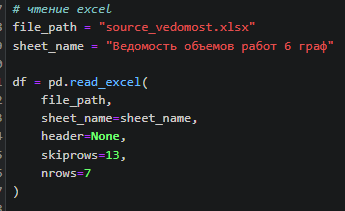 # чтение excel
file_path = "source_vedomost.xlsx"
sheet_name = "Ведомость объемов работ 6 граф"
df = pd.read_excel(
    file_path,
    sheet_name=sheet_name,
    header=None,
    skiprows=13,
    nrows=7
)